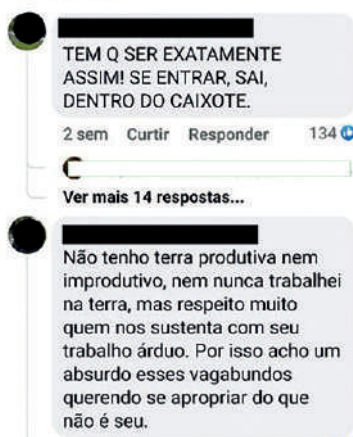 TEM Q SER EXATAMENTE
ASSIM! SE ENTRAR, SAI,
DENTRO DO CAIXOTE.
2 sem Curtir Responder 134
Ver mais 14 respostas...
Não tenho terra produtiva nem
improdutivo, nem nunca trabalhei
na terra, mas respeito muito
quem nos sustenta com seu
trabalho árduo. Por isso acho um
absurdo esses vagabundos
querendo se apropriar do que
não é seu.